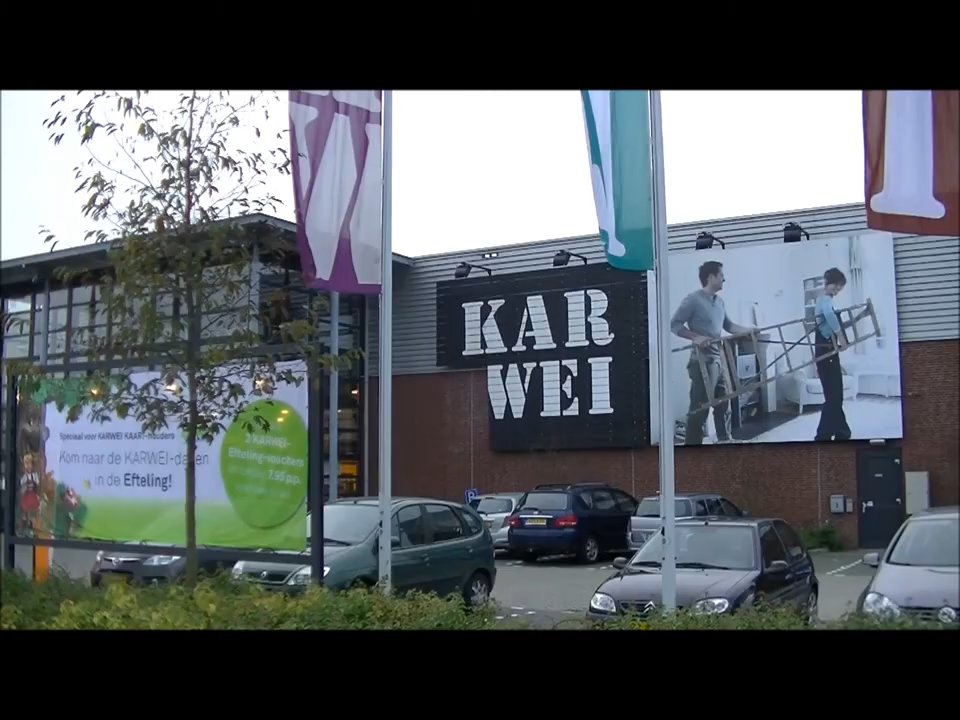 W
I
KAR
WEI
Speciaal voor KARWEI KAART-houders
Kom naar de KARWEI-dagen
in de Efteling!
2 KARWEI-
Efteling-vouchers
7,95 p.p.
P